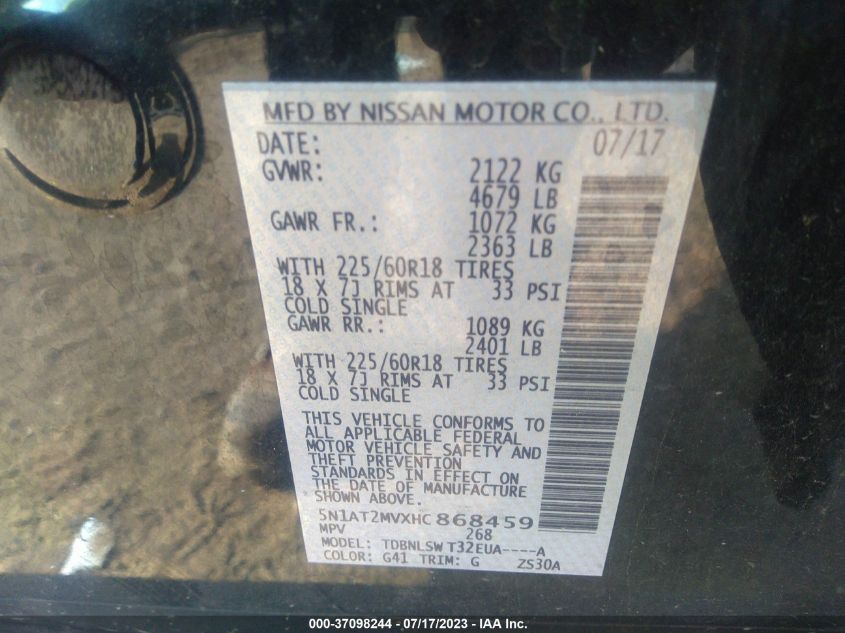 MFD BY NISSAN MOTOR CO., LTD.
DATE: 07/17
GVWR: 2122 KG
4679 LB
GAWR FR.: 1072 KG
2363 LB
WITH 225/60R18 TIRES
18 X 7J RIMS AT 33 PSI
COLD SINGLE
GAWR RR.: 1089 KG
2401 LB
WITH 225/60R18 TIRES
18 X 7J RIMS AT 33 PSI
COLD SINGLE
THIS VEHICLE CONFORMS TO
ALL APPLICABLE FEDERAL
MOTOR VEHICLE SAFETY AND
THEFT PREVENTION
STANDARDS IN EFFECT ON
THE DATE OF MANUFACTURE
SHOWN ABOVE.
5N1AT2MVXHC868459
MPV 268
MODEL: TDBNLSW T32EUA----A
COLOR: G41 TRIM: G ZS30A
000-37098244 - 07/17/2023 - IAA Inc.